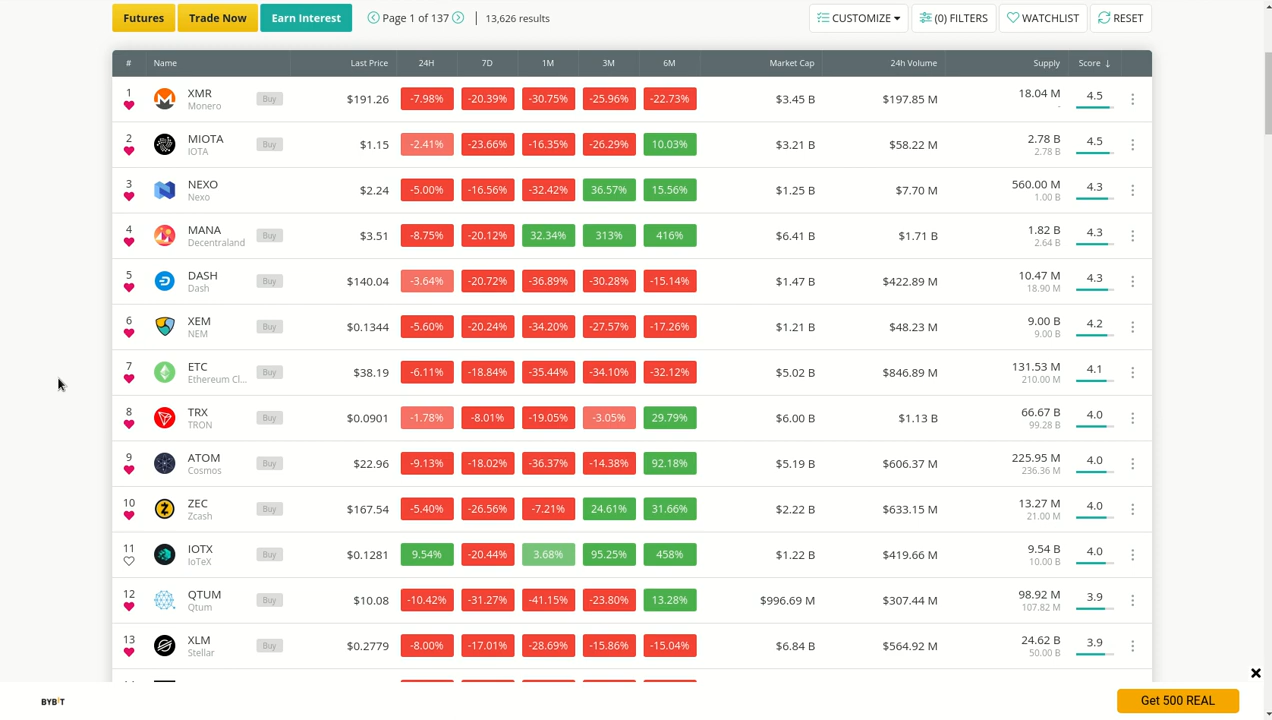 Futures Trade Now Earn Interest Page 1 of 137 | 13,626 results CUSTOMIZE (0) FILTERS WATCHLIST RESET
# Name Last Price 24H 7D 1M 3M 6M Market Cap 24h Volume Supply Score ↓
1 XMR Monero Buy $191.26 -7.98% -20.39% -30.75% -25.96% -22.73% $3.45 B $197.85 M 18.04 M - 4.5
2 MIOTA IOTA Buy $1.15 -2.41% -23.66% -16.35% -26.29% 10.03% $3.21 B $58.22 M 2.78 B 2.78 B 4.5
3 NEXO Nexo $2.24 -5.00% -16.56% -32.42% 36.57% 15.56% $1.25 B $7.70 M 560.00 M 1.00 B 4.3
4 MANA Decentraland Buy $3.51 -8.75% -20.12% 32.34% 313% 416% $6.41 B $1.71 B 1.82 B 2.64 B 4.3
5 DASH Dash Buy $140.04 -3.64% -20.72% -36.89% -30.28% -15.14% $1.47 B $422.89 M 10.47 M 18.90 M 4.3
6 XEM NEM Buy $0.1344 -5.60% -20.24% -34.20% -27.57% -17.26% $1.21 B $48.23 M 9.00 B 9.00 B 4.2
7 ETC Ethereum Cl... Buy $38.19 -6.11% -18.84% -35.44% -34.10% -32.12% $5.02 B $846.89 M 131.53 M 210.00 M 4.1
8 TRX TRON Buy $0.0901 -1.78% -8.01% -19.05% -3.05% 29.79% $6.00 B $1.13 B 66.67 B 99.28 B 4.0
9 ATOM Cosmos Buy $22.96 -9.13% -18.02% -36.37% -14.38% 92.18% $5.19 B $606.37 M 225.95 M 236.36 M 4.0
10 ZEC Zcash Buy $167.54 -5.40% -26.56% -7.21% 24.61% 31.66% $2.22 B $633.15 M 13.27 M 21.00 M 4.0
11 IOTX IoTeX Buy $0.1281 9.54% -20.44% 3.68% 95.25% 458% $1.22 B $419.66 M 9.54 B 10.00 B 4.0
12 QTUM Qtum Buy $10.08 -10.42% -31.27% -41.15% -23.80% 13.28% $996.69 M $307.44 M 98.92 M 107.82 M 3.9
13 XLM Stellar Buy $0.2779 -8.00% -17.01% -28.69% -15.86% -15.04% $6.84 B $564.92 M 24.62 B 50.00 B 3.9
BYBIT Get 500 REAL